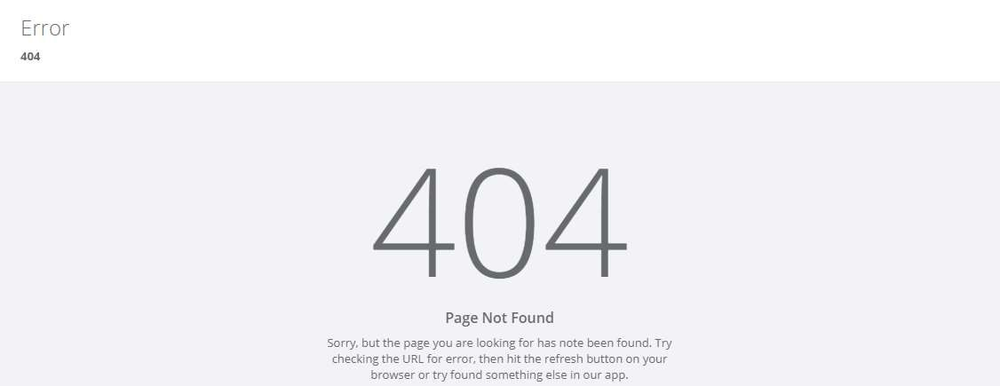 Error
404
404
Page Not Found
Sorry, but the page you are looking for has note been found. Try
checking the URL for error, then hit the refresh button on your
browser or try found something else in our app.